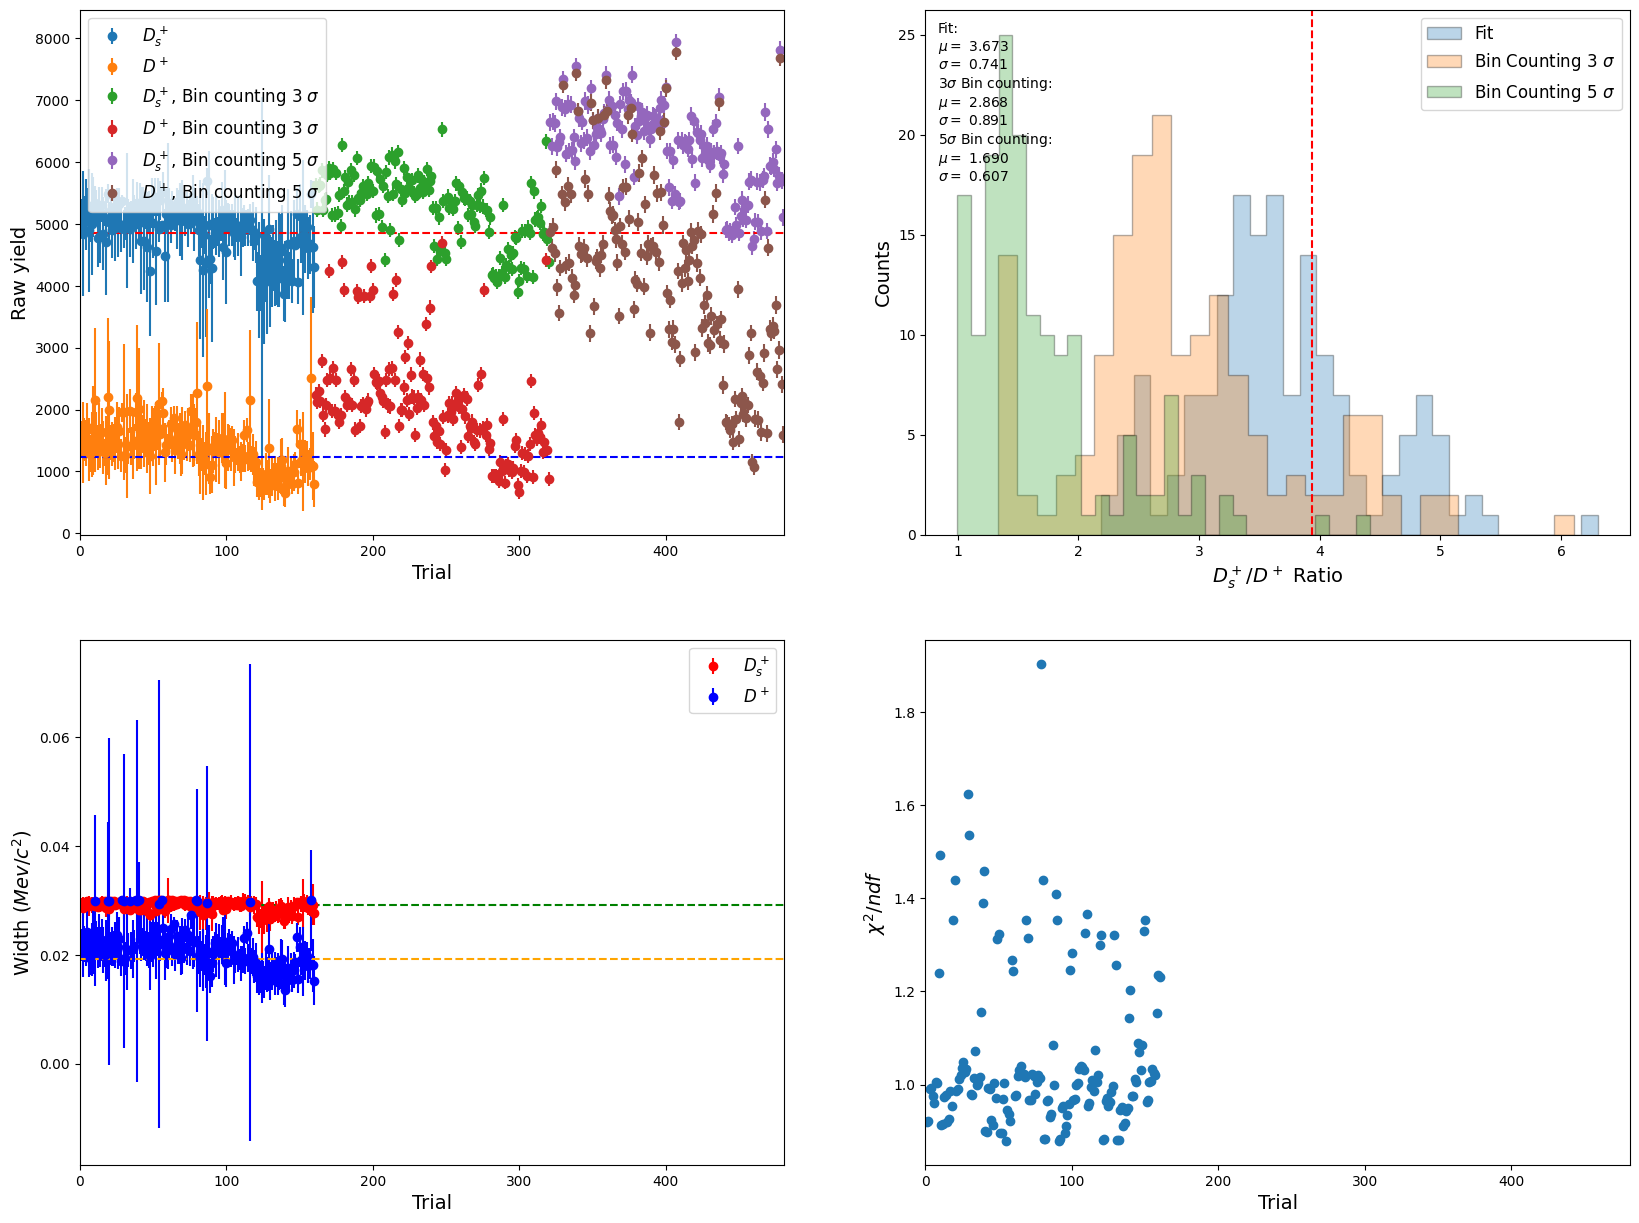 8000
7000
6000
5000
4000
3000
2000
1000
0
Raw yield
D_s^+
D^+
D_s^+, Bin counting 3 σ
D^+, Bin counting 3 σ
D_s^+, Bin counting 5 σ
D^+, Bin counting 5 σ
0 100 200 300 400
Trial
25
20
15
10
5
0
Counts
Fit:
μ = 3.673
σ = 0.741
3σ Bin counting:
μ = 2.868
σ = 0.891
5σ Bin counting:
μ = 1.690
σ = 0.607
Fit
Bin Counting 3 σ
Bin Counting 5 σ
1 2 3 4 5 6
D_s^+/D^+ Ratio
0.06
0.04
0.02
0.00
Width (Mev/c^2)
D_s^+
D^+
0 100 200 300 400
Trial
1.8
1.6
1.4
1.2
1.0
χ^2/ndf
0 100 200 300 400
Trial